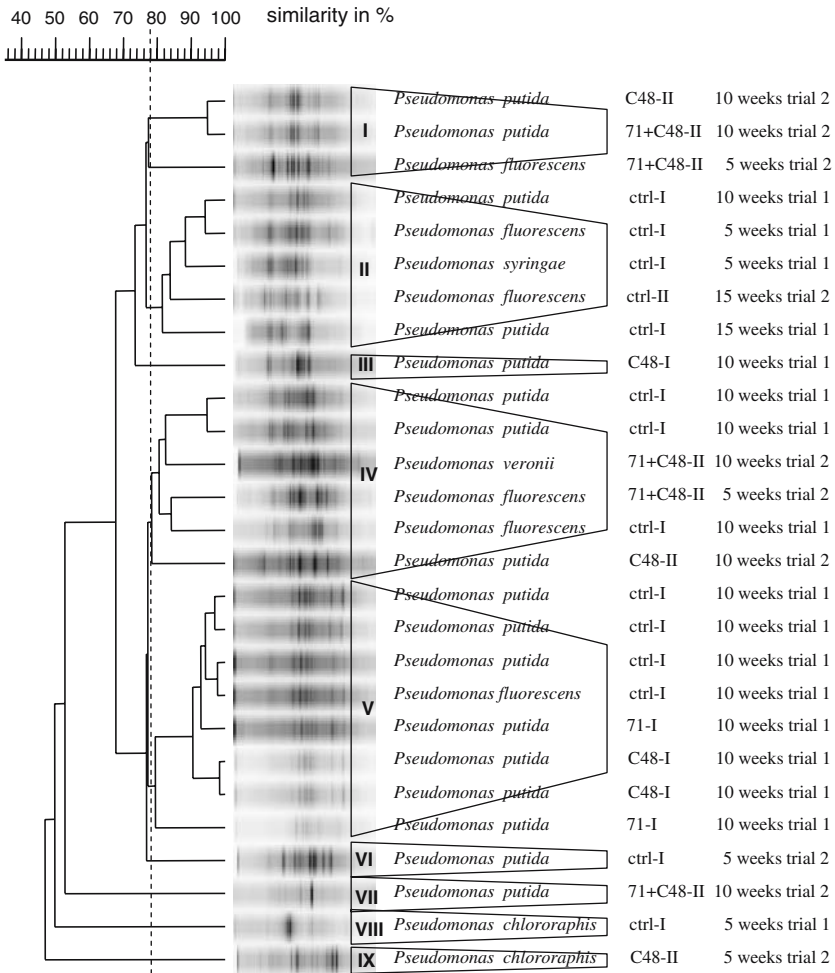 40 50 60 70 80 90 100 similarity in %
Pseudomonas putida C48-II 10 weeks trial 2
I Pseudomonas putida 71+C48-II 10 weeks trial 2
Pseudomonas fluorescens 71+C48-II 5 weeks trial 2
Pseudomonas putida ctrl-I 10 weeks trial 1
Pseudomonas fluorescens ctrl-I 5 weeks trial 1
II Pseudomonas syringae ctrl-I 5 weeks trial 1
Pseudomonas fluorescens ctrl-II 15 weeks trial 2
Pseudomonas putida ctrl-I 15 weeks trial 1
III Pseudomonas putida C48-I 10 weeks trial 1
Pseudomonas putida ctrl-I 10 weeks trial 1
Pseudomonas putida ctrl-I 10 weeks trial 1
IV Pseudomonas veronii 71+C48-II 10 weeks trial 2
Pseudomonas fluorescens 71+C48-II 5 weeks trial 2
Pseudomonas fluorescens ctrl-I 10 weeks trial 1
Pseudomonas putida C48-II 10 weeks trial 2
Pseudomonas putida ctrl-I 10 weeks trial 1
Pseudomonas putida ctrl-I 10 weeks trial 1
Pseudomonas putida ctrl-I 10 weeks trial 1
Pseudomonas fluorescens ctrl-I 10 weeks trial 1
V Pseudomonas putida 71-I 10 weeks trial 1
Pseudomonas putida C48-I 10 weeks trial 1
Pseudomonas putida C48-I 10 weeks trial 1
Pseudomonas putida 71-I 10 weeks trial 1
VI Pseudomonas putida ctrl-I 5 weeks trial 2
VII Pseudomonas putida 71+C48-II 10 weeks trial 2
VIII Pseudomonas chlororaphis ctrl-I 5 weeks trial 1
IX Pseudomonas chlororaphis C48-II 5 weeks trial 2